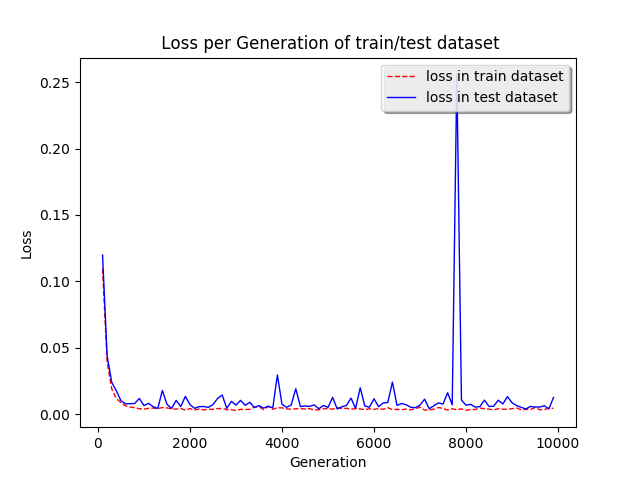 Loss per Generation of train/test dataset
loss in train dataset
loss in test dataset
0.25
0.20
0.15
0.10
0.05
0.00
Loss
0 2000 4000 6000 8000 10000
Generation